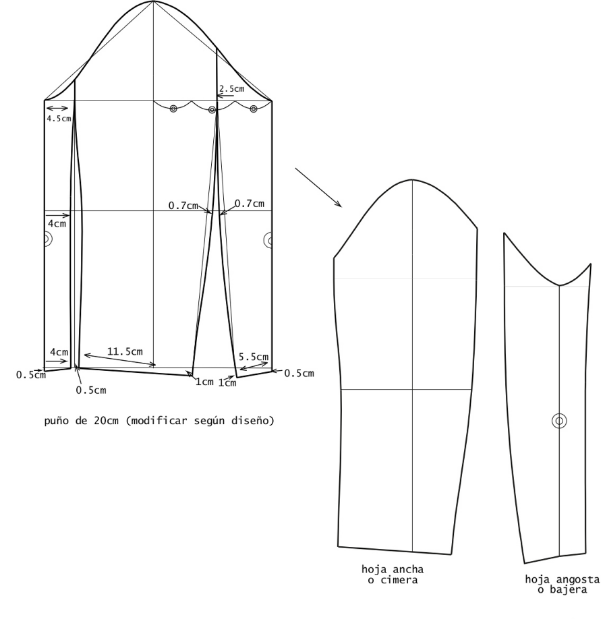 2.5cm
4.5cm
0.7cm
0.7cm
4cm
4cm
11.5cm
5.5cm
0.5cm
0.5cm
1cm
1cm
0.5cm
puño de 20cm (modificar según diseño)
hoja ancha
o cimera
hoja angosta
o bajera